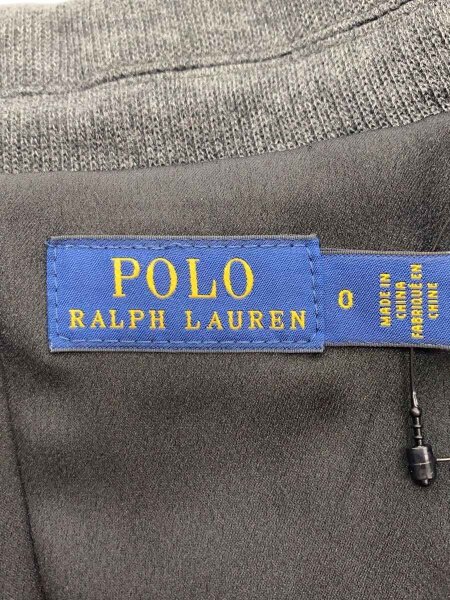 POLO
RALPH LAUREN
0
MADE IN
CHINA
FABRIQUÉ EN
CHINE